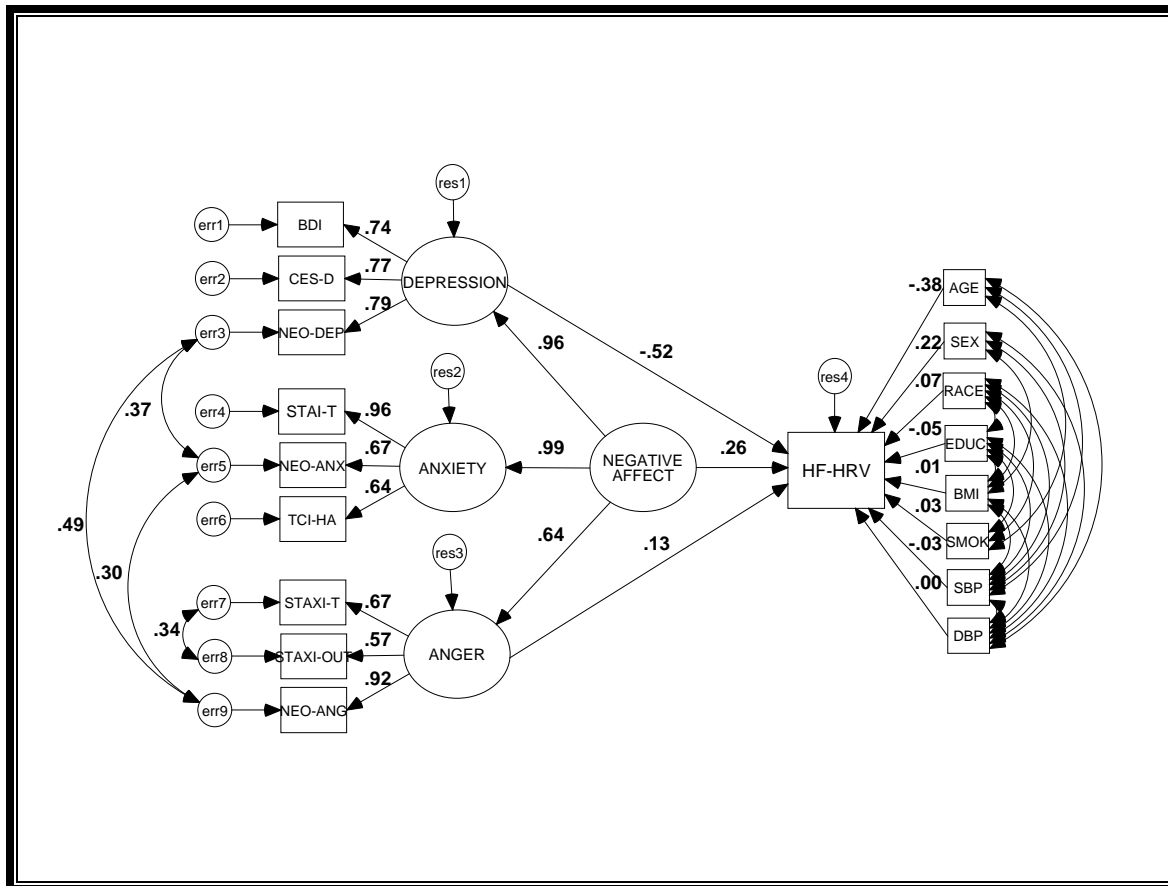 res1
err1
BDI
.74
err2
CES-D
.77
DEPRESSION
err3
NEO-DEP
.79
.96
-.52
res2
.37
err4
STAI-T
.96
err5
NEO-ANX
.67
ANXIETY
.99
NEGATIVE
AFFECT
.26
err6
TCI-HA
.64
.49
.30
.64
.13
res3
err7
STAXI-T
.67
.34
err8
STAXI-OUT
.57
ANGER
err9
NEO-ANG
.92
res4
HF-HRV
-.38
AGE
.22
SEX
.07
RACE
-.05
EDUC
.01
BMI
.03
SMOK
-.03
SBP
.00
DBP